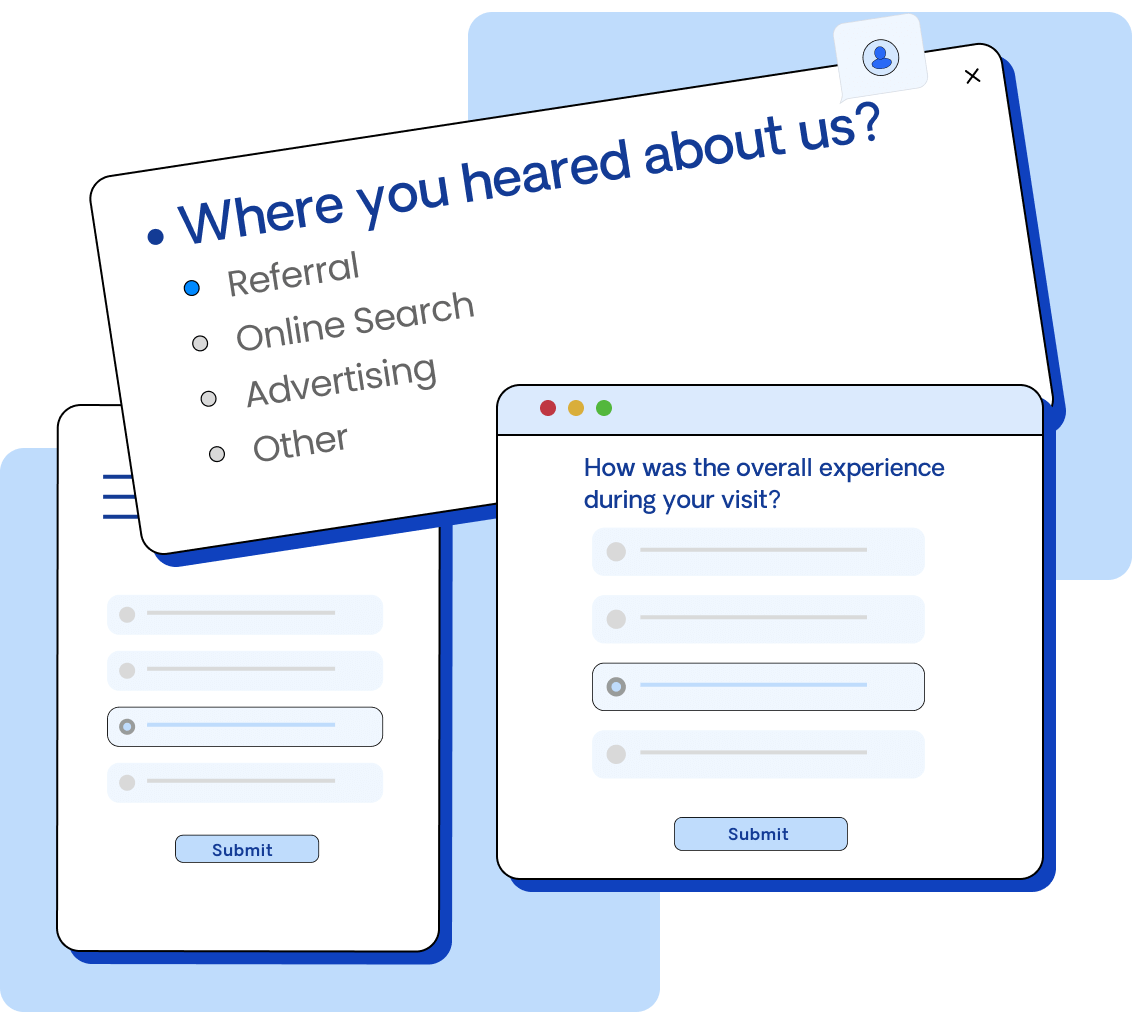 Where you heared about us?
Referral
Online Search
Advertising
Other
How was the overall experience
during your visit?
Submit
Submit